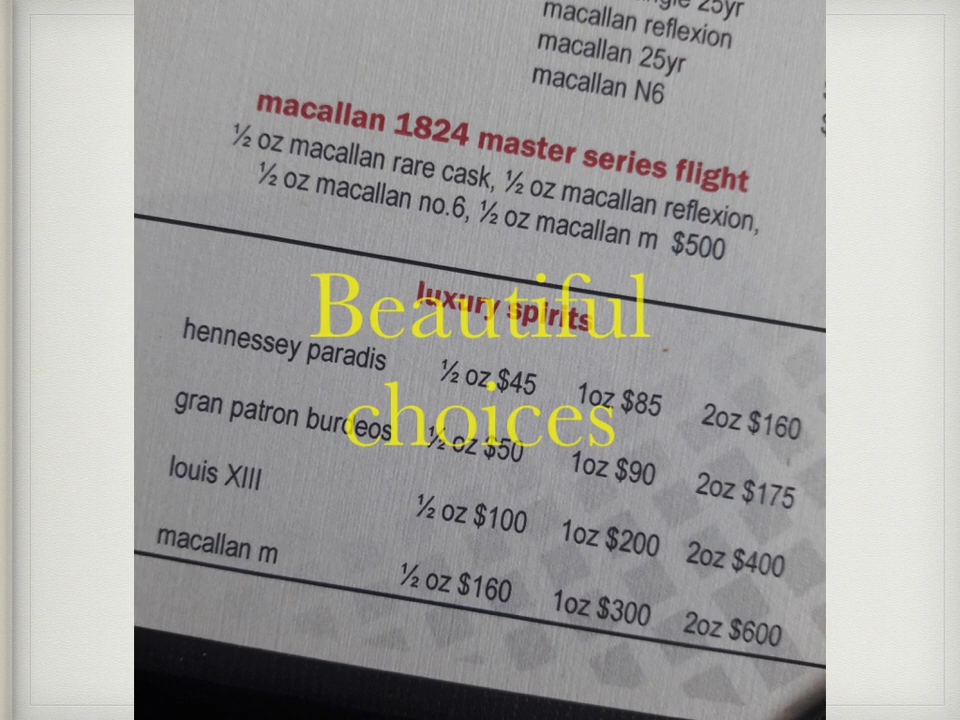 25yr
macallan reflexion
macallan 25yr
macallan N6
macallan 1824 master series flight
½ oz macallan rare cask, ½ oz macallan reflexion,
½ oz macallan no.6, ½ oz macallan m $500
luxury spirits
Beautiful
choices
hennessey paradis ½ oz $45 1oz $85 2oz $160
gran patron burdeos ½ oz $50 1oz $90 2oz $175
louis XIII ½ oz $100 1oz $200 2oz $400
macallan m ½ oz $160 1oz $300 2oz $600